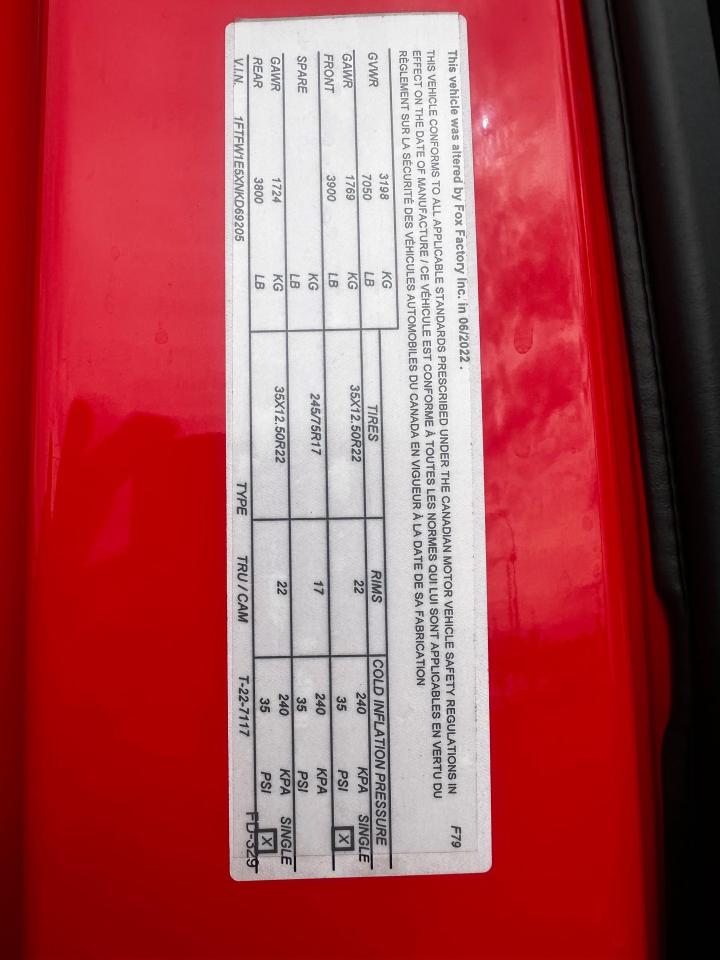 This vehicle was altered by Fox Factory Inc. in 06/2022 . F79
THIS VEHICLE CONFORMS TO ALL APPLICABLE STANDARDS PRESCRIBED UNDER THE CANADIAN MOTOR VEHICLE SAFETY REGULATIONS IN
EFFECT ON THE DATE OF MANUFACTURE / CE VÉHICULE EST CONFORME À TOUTES LES NORMES QUI LUI SONT APPLICABLES EN VERTU DU
RÈGLEMENT SUR LA SÉCURITÉ DES VÉHICULES AUTOMOBILES DU CANADA EN VIGUEUR À LA DATE DE SA FABRICATION
3198 KG
GVWR 7050 LB TIRES RIMS COLD INFLATION PRESSURE
GAWR 1769 KG 35X12.50R22 22 240 KPA SINGLE
FRONT 3900 LB 35 PSI X
SPARE KG 245/75R17 17 240 KPA
LB 35 PSI
GAWR 1724 KG 35X12.50R22 22 240 KPA SINGLE
REAR 3800 LB 35 PSI X
V.I.N. 1FTFW1E5XNKD69205 TYPE TRU / CAM T-22-7117 FD-329